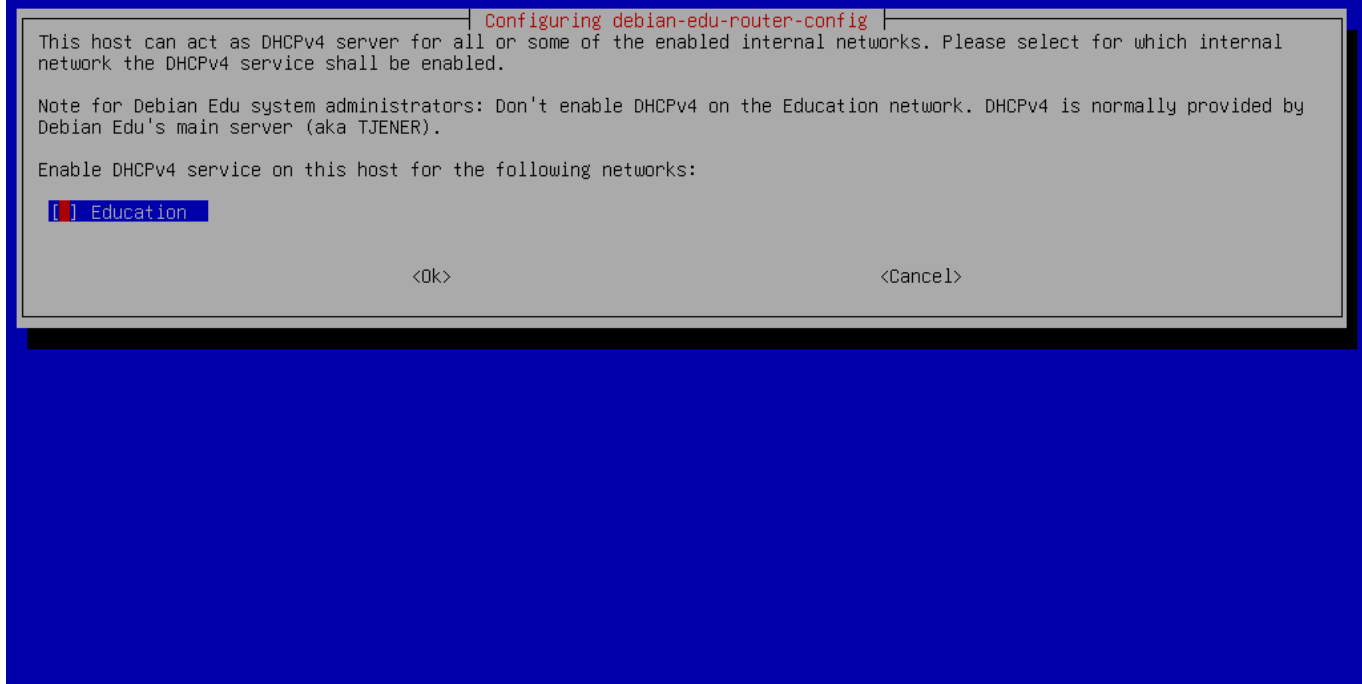 Configuring debian-edu-router-config
This host can act as DHCPv4 server for all or some of the enabled internal networks. Please select for which internal
network the DHCPv4 service shall be enabled.
Note for Debian Edu system administrators: Don't enable DHCPv4 on the Education network. DHCPv4 is normally provided by
Debian Edu's main server (aka TJENER).
Enable DHCPv4 service on this host for the following networks:
[ ] Education
<Ok> <Cancel>